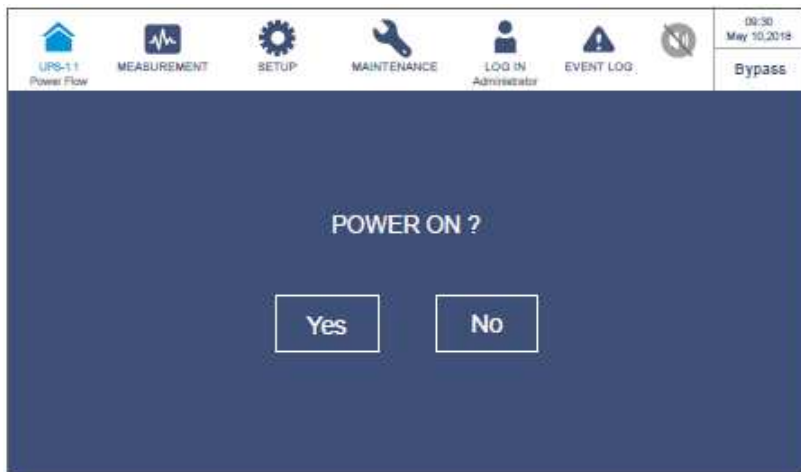 UPS-1.1
Power Flow
MEASUREMENT
SETUP
MAINTENANCE
LOG IN
Administrator
EVENT LOG
09:30
May 10,2018
Bypass
POWER ON ?
Yes
No